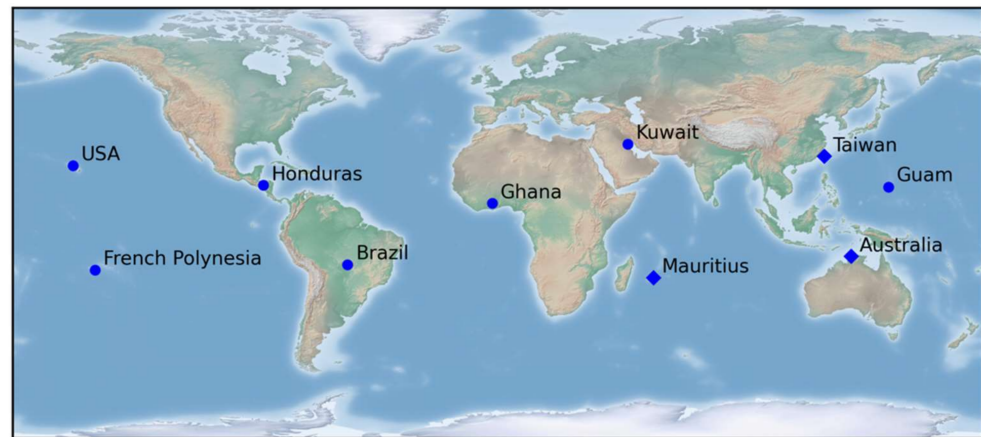 Kuwait
Taiwan
USA
Honduras
Guam
Ghana
Australia
French Polynesia
Brazil
Mauritius